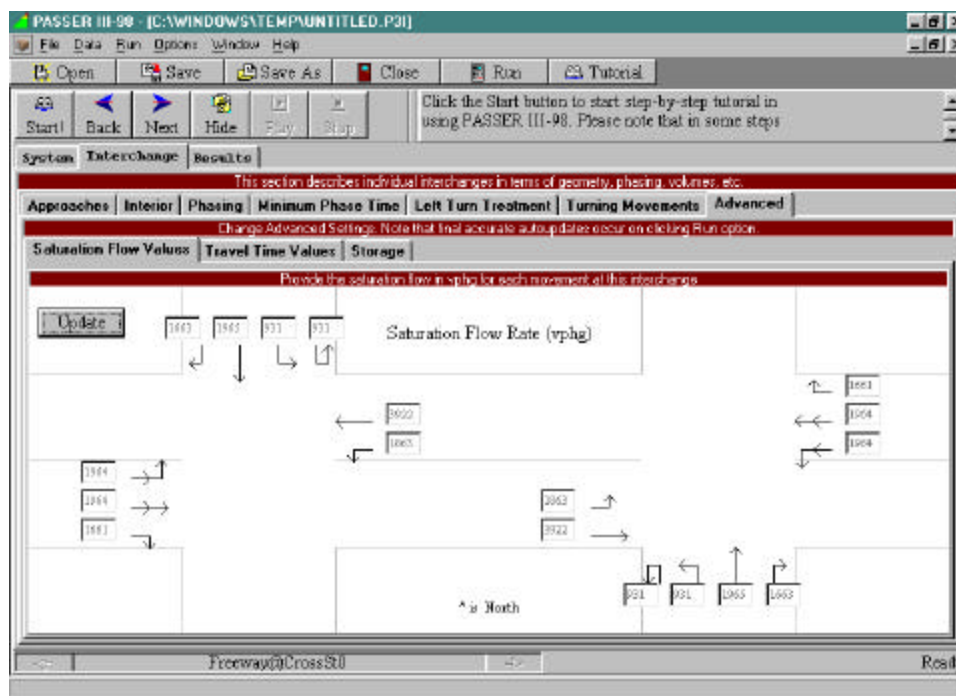 PASSER III-98 - [C:\WINDOWS\TEMP\UNTITLED.P3I]
File Data Run Options Window Help
Open Save Save As Close Run Tutorial
Start! Back Next Hide Play Stop
Click the Start button to start step-by-step tutorial in
using PASSER III-98. Please note that in some steps
System Interchange Results
This section describes individual interchanges in terms of geometry, phasing, volumes, etc.
Approaches Interior Phasing Minimum Phase Time Left Turn Treatment Turning Movements Advanced
Change Advanced Settings. Note that final accurate autoupdates occur on clicking Run option.
Saturation Flow Values Travel Time Values Storage
Provide the saturation flow in vphg for each movement at this interchange
Update 1663 1965 931 931 Saturation Flow Rate (vphg)
1661
3922 1964
1863 1964
1964
1964 1863
1661 3922
931 931 1965 1663
^ is North
Freeway@CrossSt0
Read